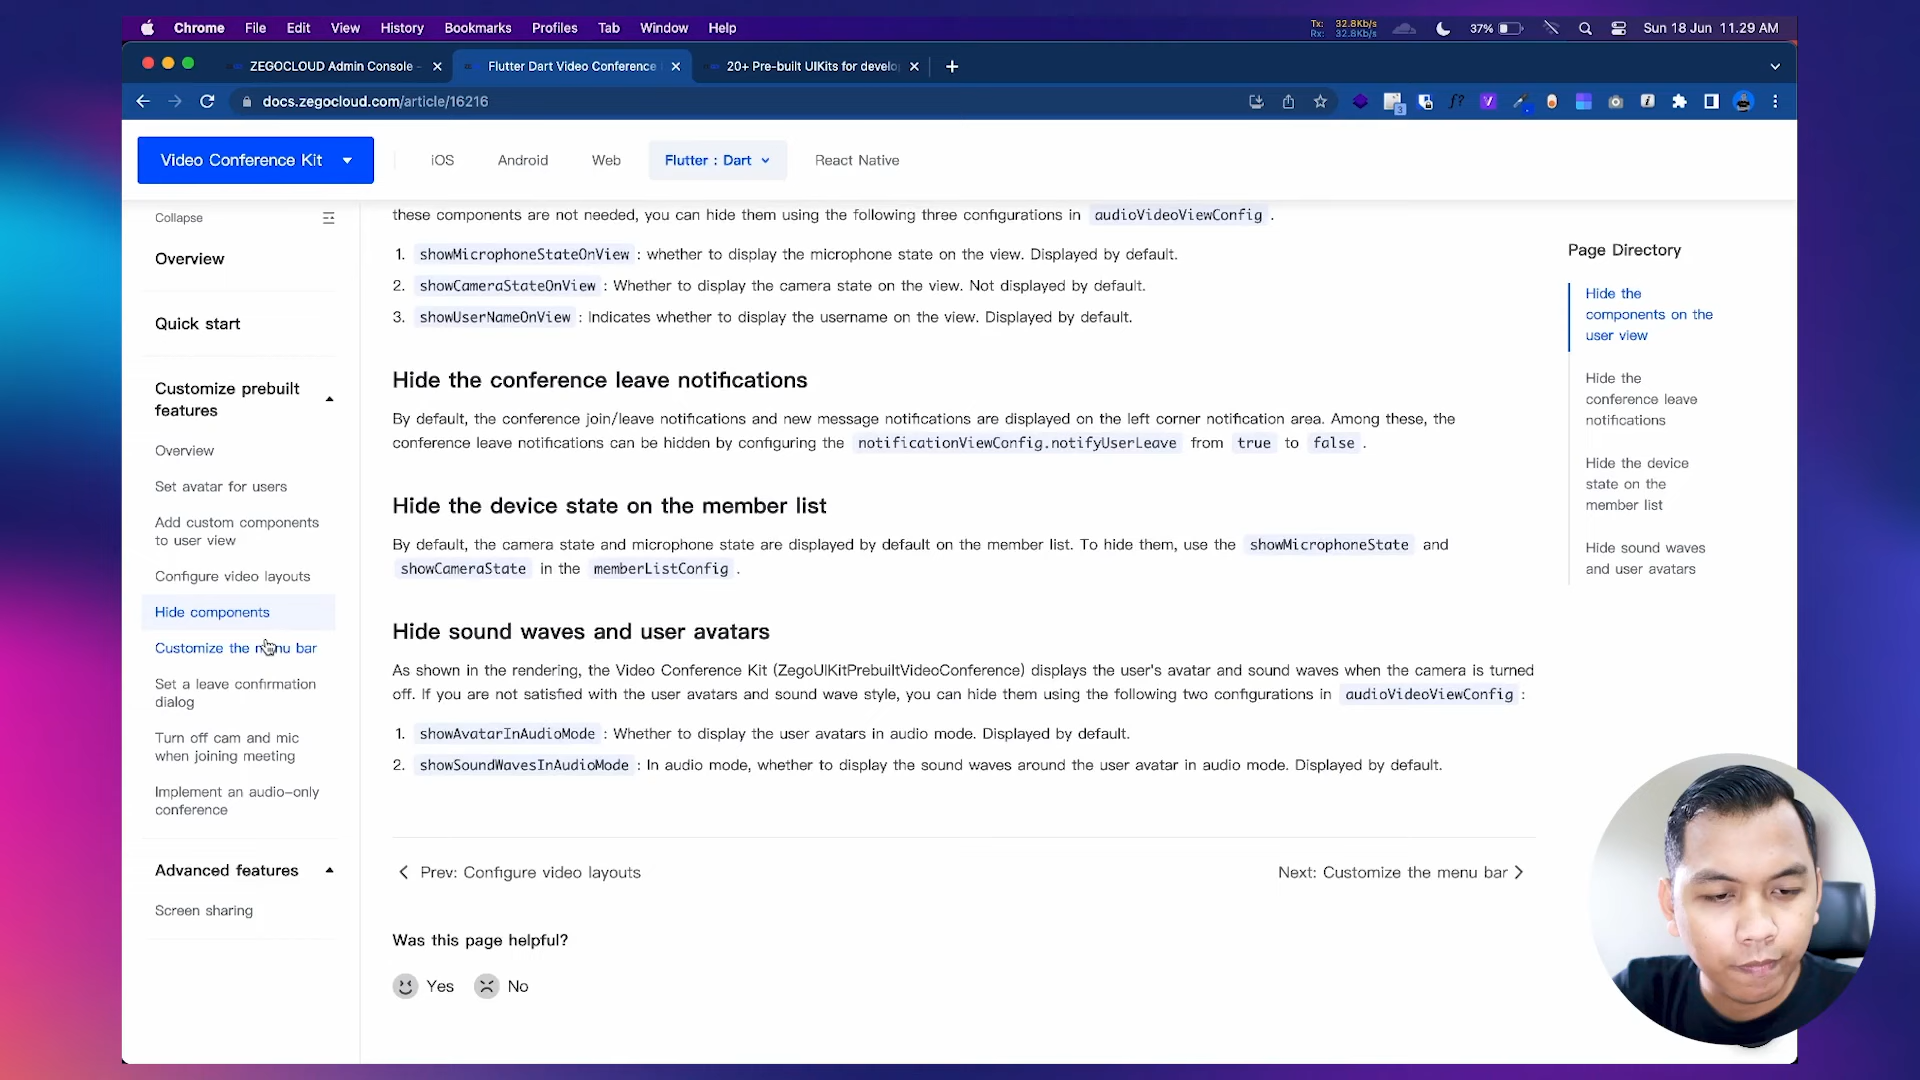 Chrome File Edit View History Bookmarks Profiles Tab Window Help
Tx: 32.8Kb/s
Rx: 32.8Kb/s
37% Sun 18 Jun 11.29 AM
ZEGOCLOUD Admin Console
Flutter Dart Video Conference
20+ Pre-built UIKits for develo
docs.zegocloud.com/article/16216
Video Conference Kit
iOS Android Web Flutter : Dart React Native
Collapse
Overview
Quick start
Customize prebuilt
features
Overview
Set avatar for users
Add custom components
to user view
Configure video layouts
Hide components
Customize the menu bar
Set a leave confirmation
dialog
Turn off cam and mic
when joining meeting
Implement an audio-only
conference
Advanced features
Screen sharing
these components are not needed, you can hide them using the following three configurations in audioVideoViewConfig .
1. showMicrophoneStateOnView : whether to display the microphone state on the view. Displayed by default.
2. showCameraStateOnView : Whether to display the camera state on the view. Not displayed by default.
3. showUserNameOnView : Indicates whether to display the username on the view. Displayed by default.
Hide the conference leave notifications
By default, the conference join/leave notifications and new message notifications are displayed on the left corner notification area. Among these, the
conference leave notifications can be hidden by configuring the notificationViewConfig.notifyUserLeave from true to false .
Hide the device state on the member list
By default, the camera state and microphone state are displayed by default on the member list. To hide them, use the showMicrophoneState and
showCameraState in the memberListConfig .
Hide sound waves and user avatars
As shown in the rendering, the Video Conference Kit (ZegoUIKitPrebuiltVideoConference) displays the user's avatar and sound waves when the camera is turned
off. If you are not satisfied with the user avatars and sound wave style, you can hide them using the following two configurations in audioVideoViewConfig :
1. showAvatarInAudioMode : Whether to display the user avatars in audio mode. Displayed by default.
2. showSoundWavesInAudioMode : In audio mode, whether to display the sound waves around the user avatar in audio mode. Displayed by default.
Prev: Configure video layouts
Next: Customize the menu bar
Was this page helpful?
Yes No
Page Directory
Hide the
components on the
user view
Hide the
conference leave
notifications
Hide the device
state on the
member list
Hide sound waves
and user avatars